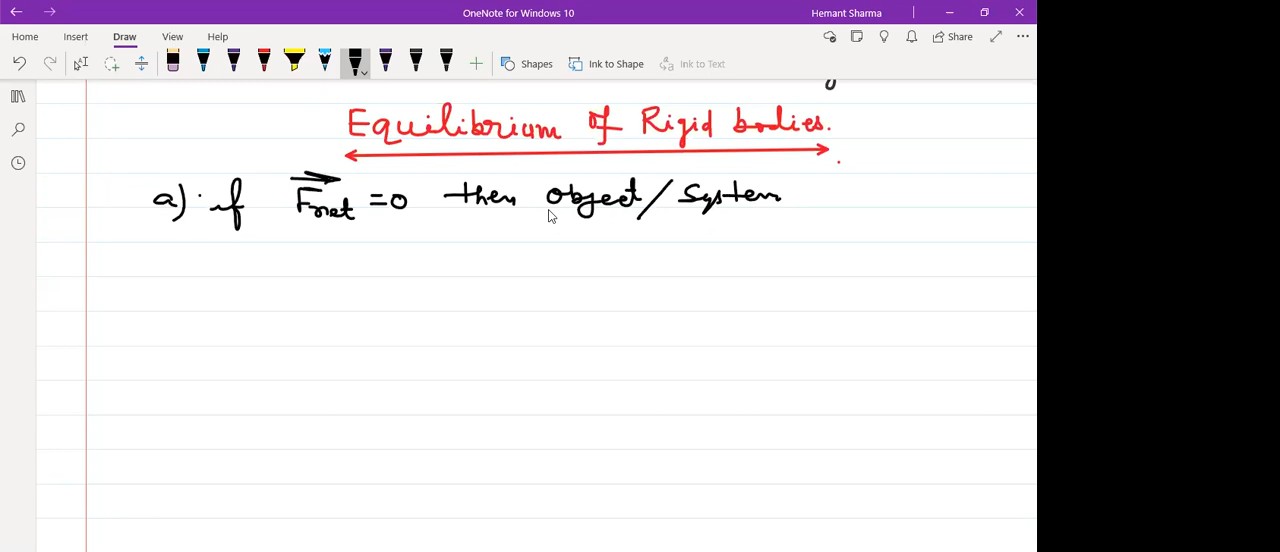 OneNote for Windows 10
Hemant Sharma
Home Insert Draw View Help
Share
Shapes Ink to Shape Ink to Text
Equilibrium of Rigid bodies.
a) if Fnet = 0 then object / System